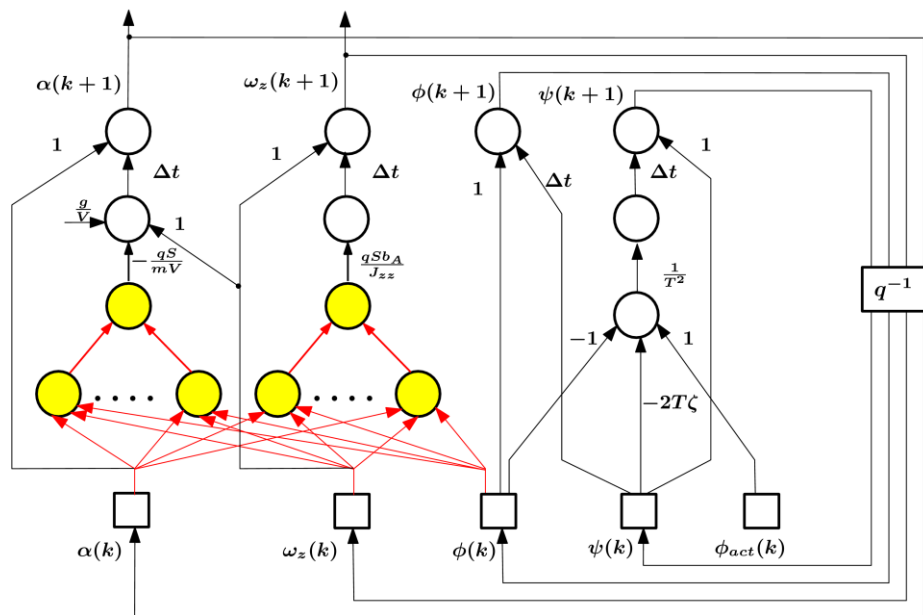 α(k + 1)
ω_z(k + 1)
ϕ(k + 1)
ψ(k + 1)
1
1
1
Δt
Δt
Δt
Δt
1
g/V
1
−qS/mV
qSb_A/J_zz
1/T²
q⁻¹
−1
1
−2Tζ
. . . .
. . . .
α(k)
ω_z(k)
ϕ(k)
ψ(k)
ϕ_act(k)